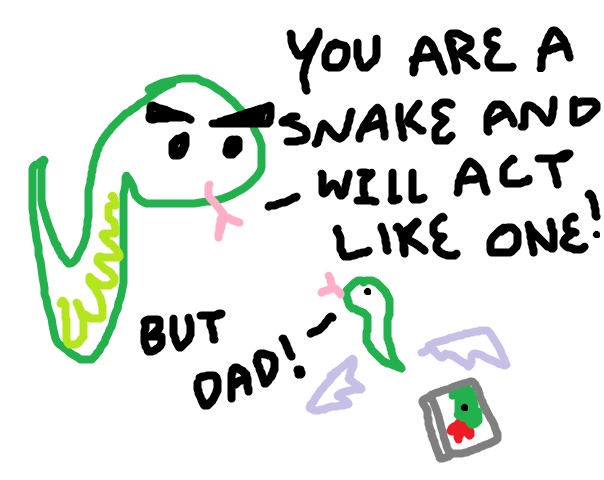 YOU ARE A
SNAKE AND
WILL ACT
LIKE ONE!
BUT
DAD!